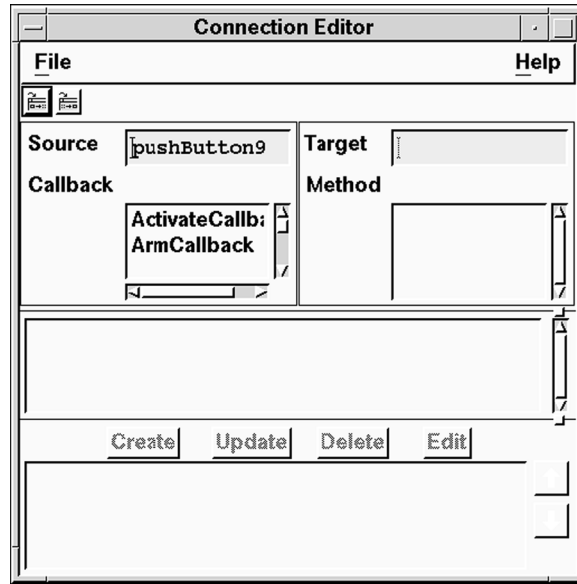 Connection Editor
File Help
Source pushButton9 Target
Callback Method
ActivateCallba
ArmCallback
Create Update Delete Edit